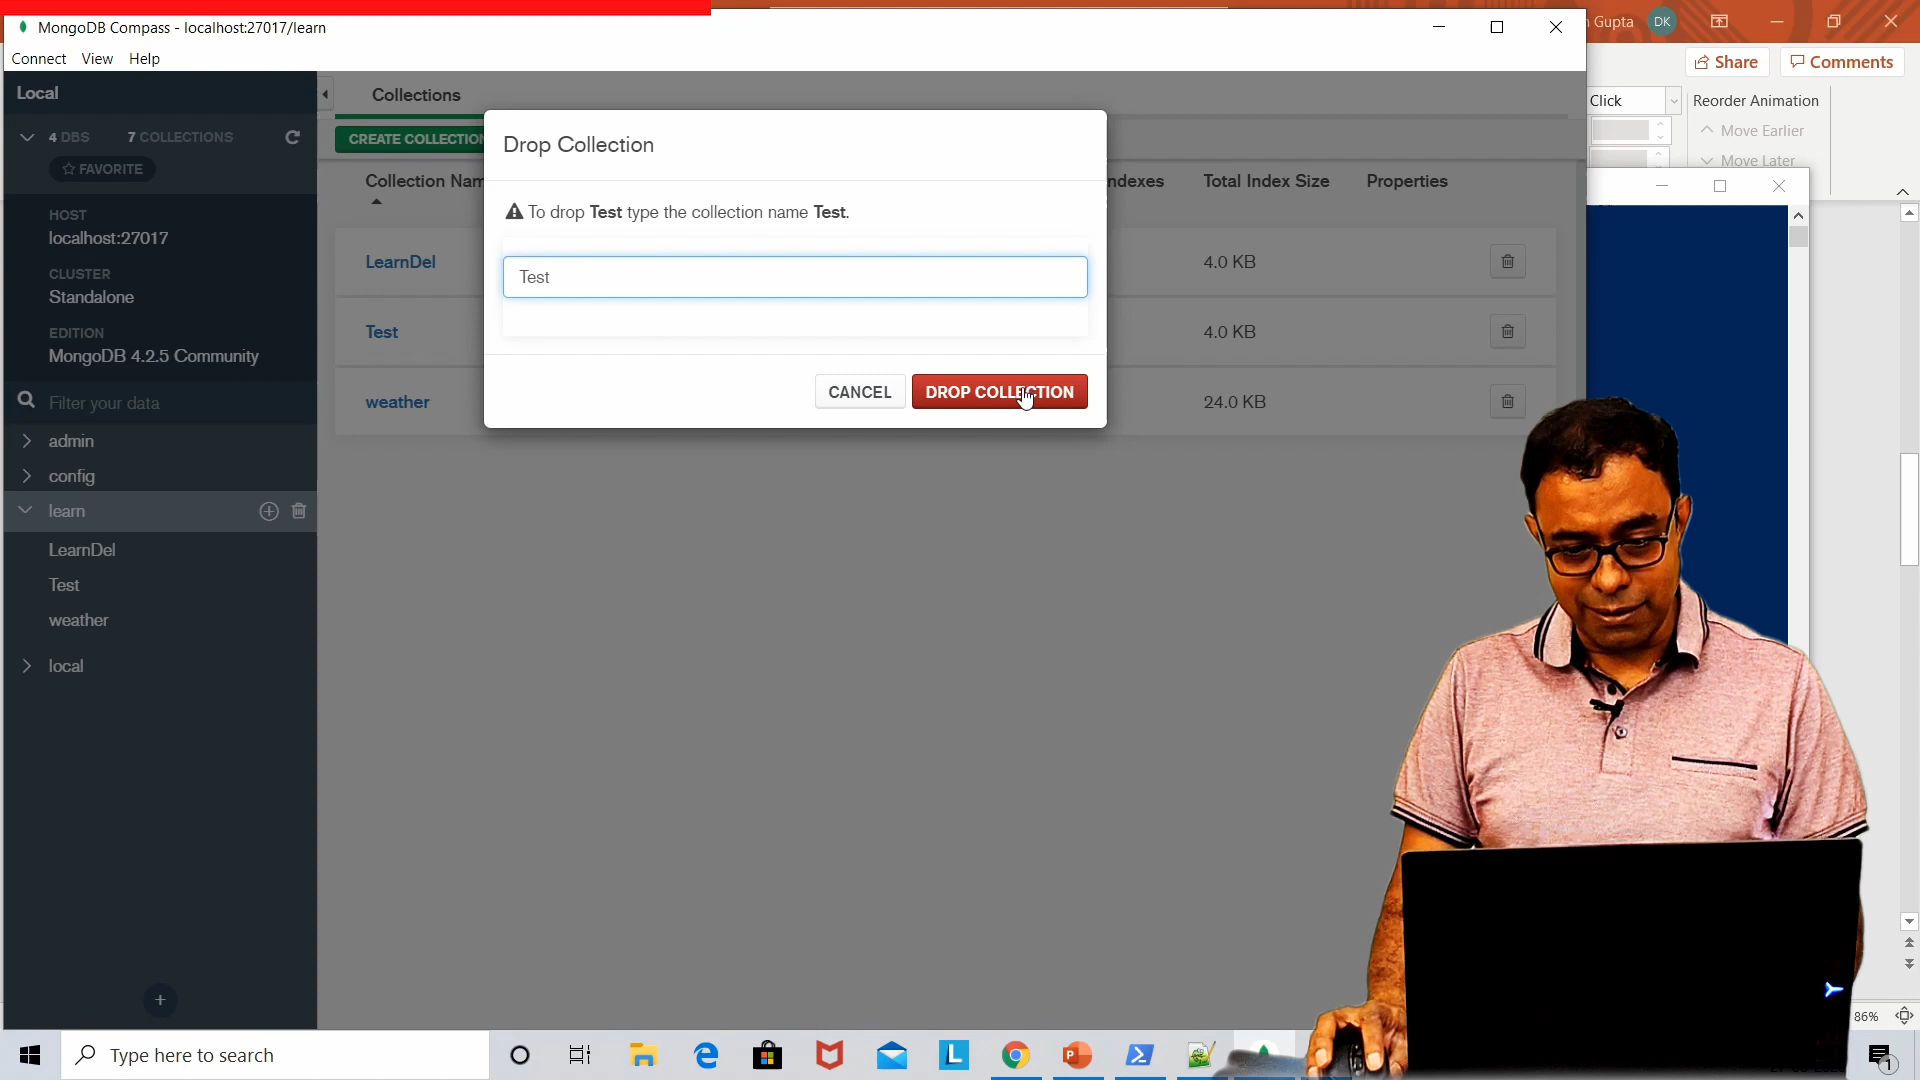 MongoDB Compass - localhost:27017/learn
Gupta
DK
Connect View Help
Share
Comments
Local
Collections
Click
Reorder Animation
Move Earlier
Move Later
4 DBS 7 COLLECTIONS
FAVORITE
CREATE COLLECTION
Drop Collection
Collection Nam
ndexes
Total Index Size
Properties
To drop Test type the collection name Test.
HOST
localhost:27017
CLUSTER
Standalone
EDITION
MongoDB 4.2.5 Community
LearnDel
4.0 KB
Test
Test
4.0 KB
CANCEL
DROP COLLECTION
weather
24.0 KB
Filter your data
admin
config
learn
LearnDel
Test
weather
local
86%
Type here to search
L
P
1